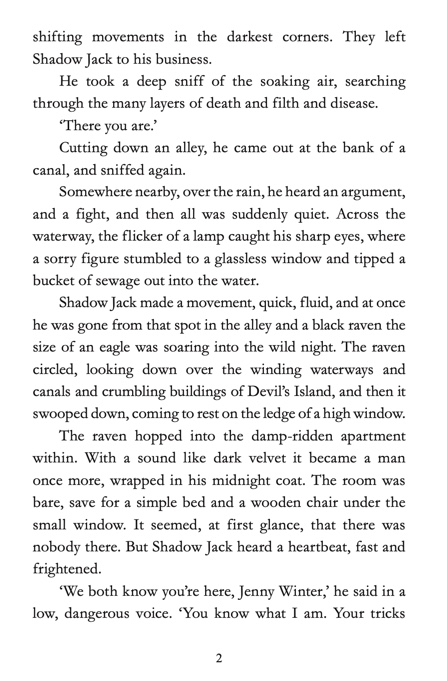 shifting movements in the darkest corners. They left
Shadow Jack to his business.
He took a deep sniff of the soaking air, searching
through the many layers of death and filth and disease.
‘There you are.’
Cutting down an alley, he came out at the bank of a
canal, and sniffed again.
Somewhere nearby, over the rain, he heard an argument,
and a fight, and then all was suddenly quiet. Across the
waterway, the flicker of a lamp caught his sharp eyes, where
a sorry figure stumbled to a glassless window and tipped a
bucket of sewage out into the water.
Shadow Jack made a movement, quick, fluid, and at once
he was gone from that spot in the alley and a black raven the
size of an eagle was soaring into the wild night. The raven
circled, looking down over the winding waterways and
canals and crumbling buildings of Devil’s Island, and then it
swooped down, coming to rest on the ledge of a high window.
The raven hopped into the damp-ridden apartment
within. With a sound like dark velvet it became a man
once more, wrapped in his midnight coat. The room was
bare, save for a simple bed and a wooden chair under the
small window. It seemed, at first glance, that there was
nobody there. But Shadow Jack heard a heartbeat, fast and
frightened.
‘We both know you’re here, Jenny Winter,’ he said in a
low, dangerous voice. ‘You know what I am. Your tricks
2